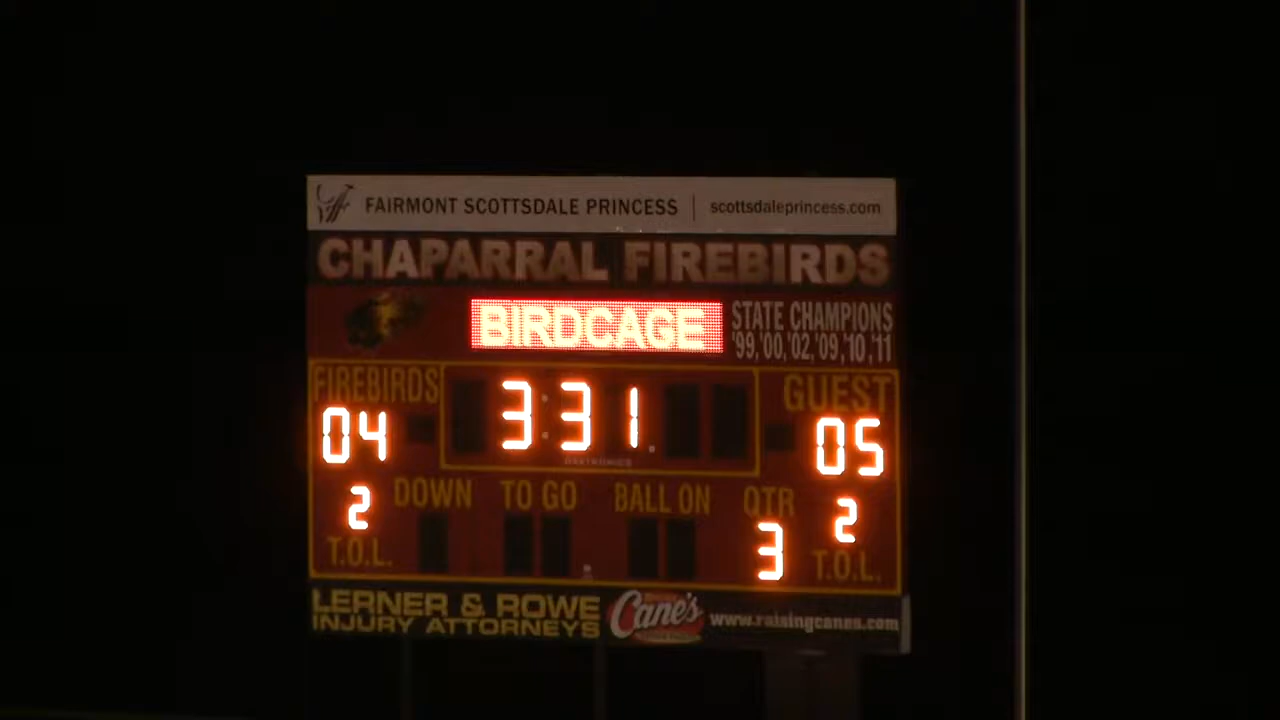 FAIRMONT SCOTTSDALE PRINCESS | scottsdaleprincess.com
CHAPARRAL FIREBIRDS
BIRDCAGE
STATE CHAMPIONS
'99,'00,'02,'09,'10,'11
FIREBIRDS
3:31
GUEST
04
05
DAKTRONICS
DOWN
TO GO
BALL ON
QTR
2
3
2
T.O.L.
T.O.L.
LERNER & ROWE
INJURY ATTORNEYS
Cane's
www.raisingcanes.com